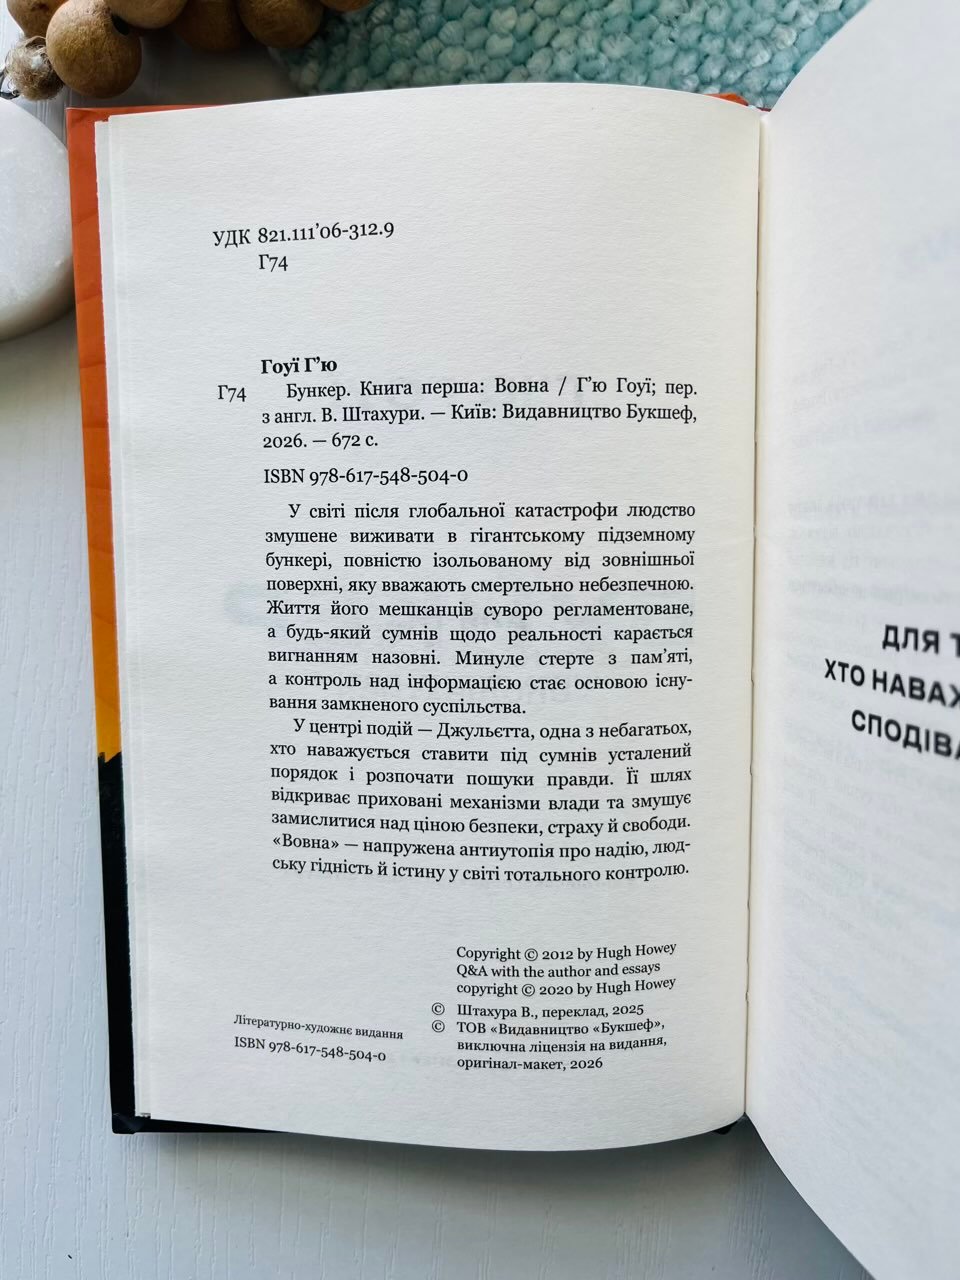 УДК 821.111’06-312.9
Г74
Гоуї Г’ю
Г74 Бункер. Книга перша: Вовна / Г’ю Гоуї; пер.
з англ. В. Штахури. — Київ: Видавництво Букшеф,
2026. — 672 с.
ISBN 978-617-548-504-0
У світі після глобальної катастрофи людство
змушене виживати в гігантському підземному
бункері, повністю ізольованому від зовнішньої
поверхні, яку вважають смертельно небезпечною.
Життя його мешканців суворо регламентоване,
а будь-який сумнів щодо реальності карається
вигнанням назовні. Минуле стерте з пам’яті,
а контроль над інформацією стає основою існу-
вання замкненого суспільства.
У центрі подій — Джульєтта, одна з небагатьох,
хто наважується ставити під сумнів усталений
порядок і розпочати пошуки правди. Її шлях
відкриває приховані механізми влади та змушує
замислитися над ціною безпеки, страху й свободи.
«Вовна» — напружена антиутопія про надію, люд-
ську гідність й істину у світі тотального контролю.
Copyright © 2012 by Hugh Howey
Q&A with the author and essays
copyright © 2020 by Hugh Howey
© Штахура В., переклад, 2025
© ТОВ «Видавництво «Букшеф»,
виключна ліцензія на видання,
оригінал-макет, 2026
Літературно-художнє видання
ISBN 978-617-548-504-0
ДЛЯ Т
ХТО НАВАЖ
СПОДІВА